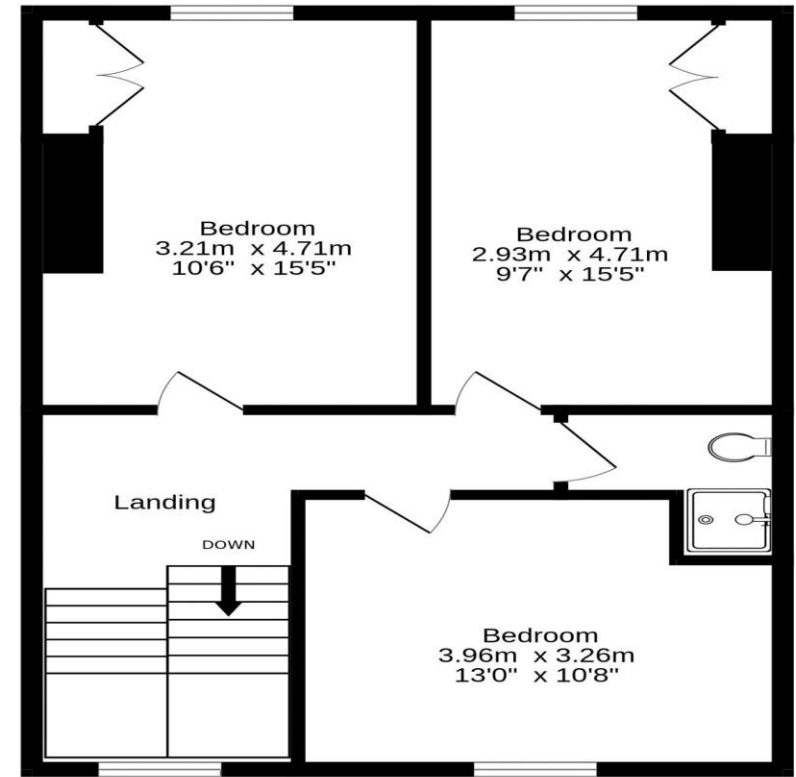 Bedroom
3.21m x 4.71m
10'6" x 15'5"
Bedroom
2.93m x 4.71m
9'7" x 15'5"
Landing
DOWN
Bedroom
3.96m x 3.26m
13'0" x 10'8"